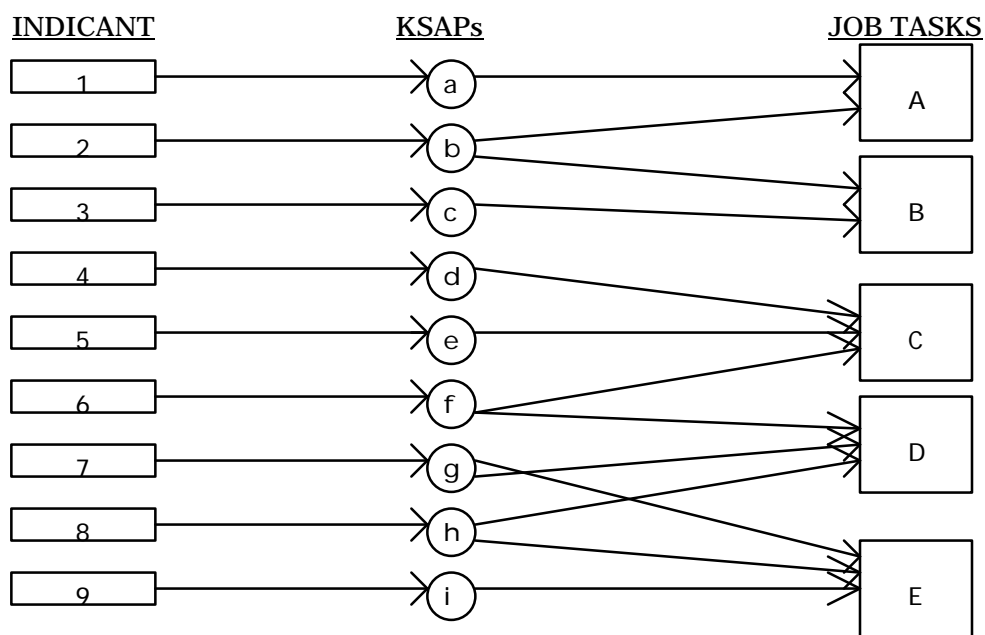 INDICANT KSAPs JOB TASKS
1 a A
2 b
3 c B
4 d
5 e C
6 f
7 g D
8 h
9 i E